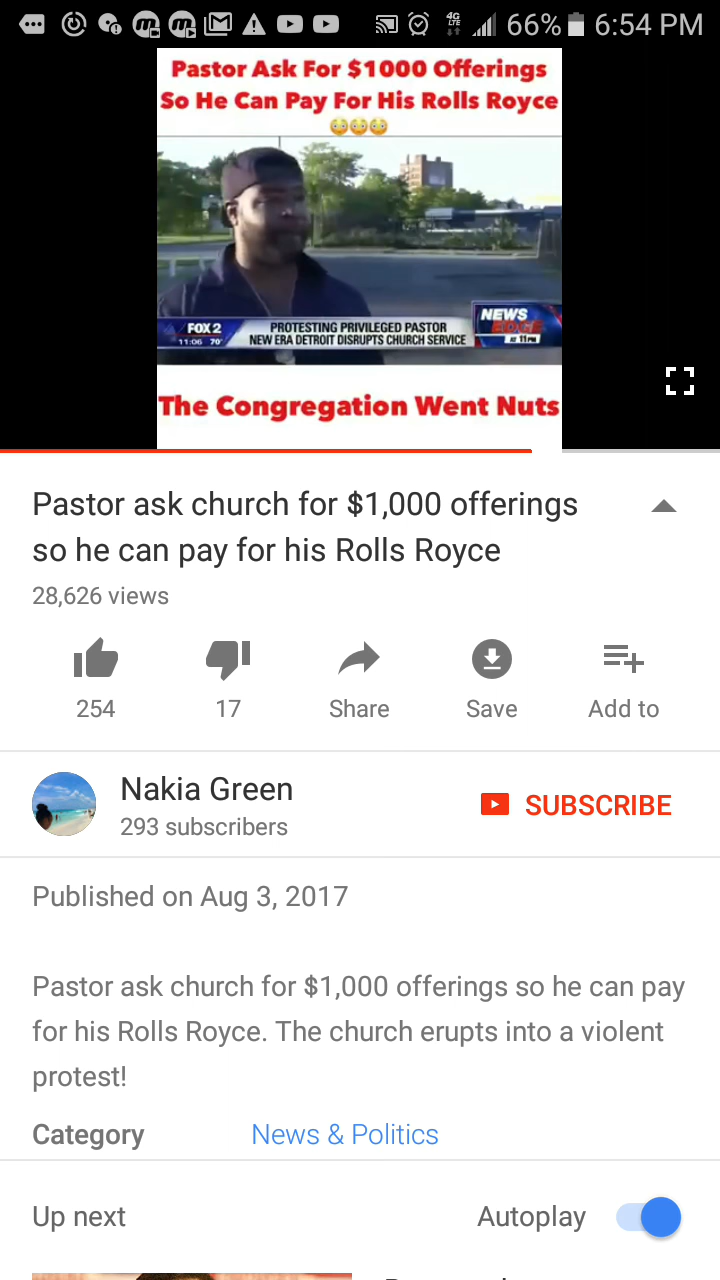 4G
LTE
66%
6:54 PM
Pastor Ask For $1000 Offerings
So He Can Pay For His Rolls Royce
FOX 2
11:06 70°
PROTESTING PRIVILEGED PASTOR
NEW ERA DETROIT DISRUPTS CHURCH SERVICE
NEWS
EDGE
AT 11PM
The Congregation Went Nuts
Pastor ask church for $1,000 offerings
so he can pay for his Rolls Royce
28,626 views
254
17
Share
Save
Add to
Nakia Green
293 subscribers
SUBSCRIBE
Published on Aug 3, 2017
Pastor ask church for $1,000 offerings so he can pay
for his Rolls Royce. The church erupts into a violent
protest!
Category
News & Politics
Up next
Autoplay